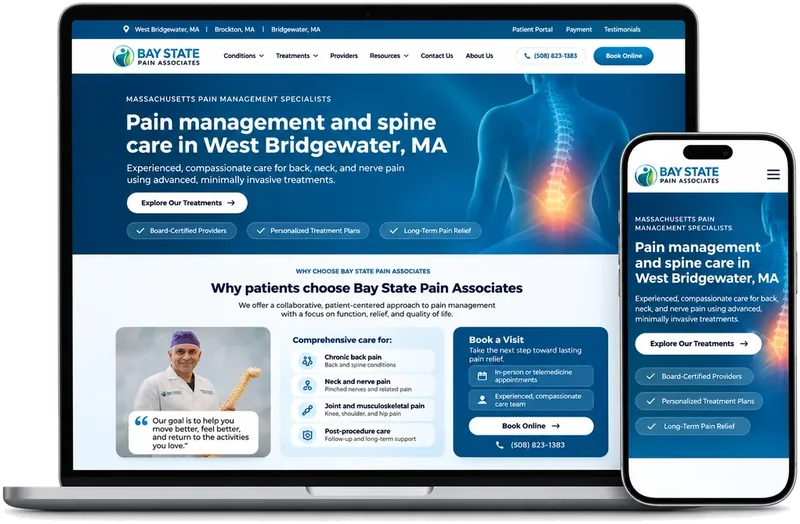 West Bridgewater, MA | Brockton, MA | Bridgewater, MA
Patient Portal Payment Testimonials
BAY STATE
PAIN ASSOCIATES
Conditions Treatments Providers Resources Contact Us About Us
(508) 823-1383
Book Online
MASSACHUSETTS PAIN MANAGEMENT SPECIALISTS
Pain management and spine
care in West Bridgewater, MA
Experienced, compassionate care for back, neck, and nerve pain
using advanced, minimally invasive treatments.
Explore Our Treatments →
Board-Certified Providers
Personalized Treatment Plans
Long-Term Pain Relief
WHY CHOOSE BAY STATE PAIN ASSOCIATES
Why patients choose Bay State Pain Associates
We offer a collaborative, patient-centered approach to pain management
with a focus on function, relief, and quality of life.
“Our goal is to help you
move better, feel better,
and return to the activities
you love.”
Comprehensive care for:
Chronic back pain
Back and spine conditions
Neck and nerve pain
Pinched nerves and related pain
Joint and musculoskeletal pain
Knee, shoulder, and hip pain
Post-procedure care
Follow-up and long-term support
Book a Visit
Take the next step toward lasting
pain relief.
In-person or telemedicine
appointments
Experienced, compassionate
care team
Book Online →
(508) 823-1383
BAY STATE
PAIN ASSOCIATES
MASSACHUSETTS PAIN
MANAGEMENT SPECIALISTS
Pain management
and spine care in
West Bridgewater, MA
Experienced, compassionate care for back,
neck, and nerve pain using advanced,
minimally invasive treatments.
Explore Our Treatments →
Board-Certified Providers
Personalized Treatment Plans
Long-Term Pain Relief